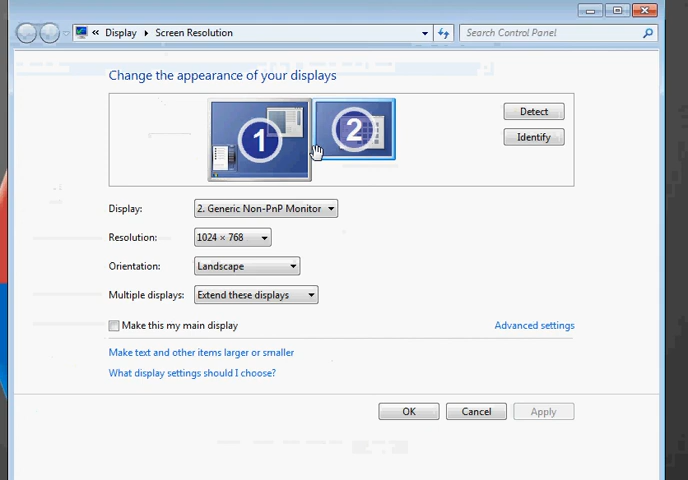 « Display ▸ Screen Resolution
Search Control Panel
Change the appearance of your displays
1
2
Detect
Identify
Display: 2. Generic Non-PnP Monitor
Resolution: 1024 × 768
Orientation: Landscape
Multiple displays: Extend these displays
Make this my main display
Advanced settings
Make text and other items larger or smaller
What display settings should I choose?
OK Cancel Apply